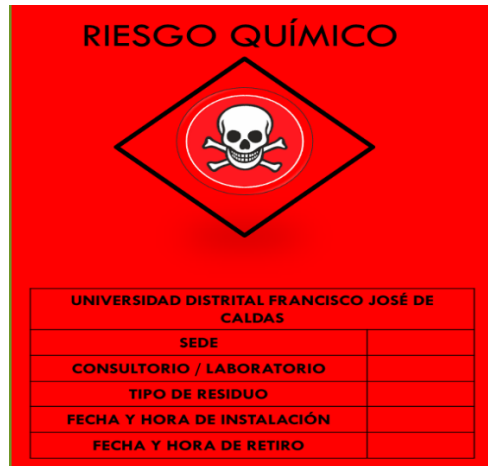 RIESGO QUÍMICO
UNIVERSIDAD DISTRITAL FRANCISCO JOSÉ DE
CALDAS
SEDE
CONSULTORIO / LABORATORIO
TIPO DE RESIDUO
FECHA Y HORA DE INSTALACIÓN
FECHA Y HORA DE RETIRO